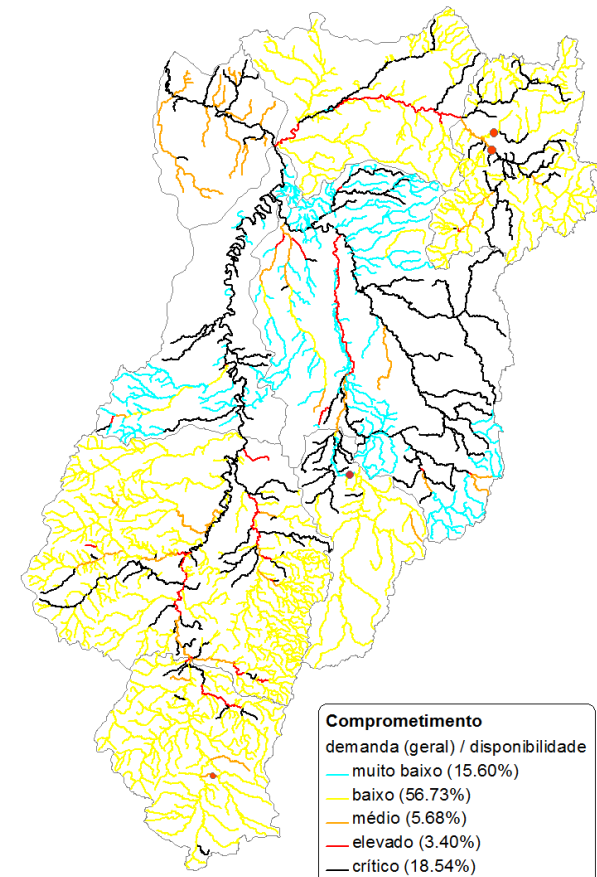 Comprometimento
demanda (geral) / disponibilidade
muito baixo (15.60%)
baixo (56.73%)
médio (5.68%)
elevado (3.40%)
crítico (18.54%)